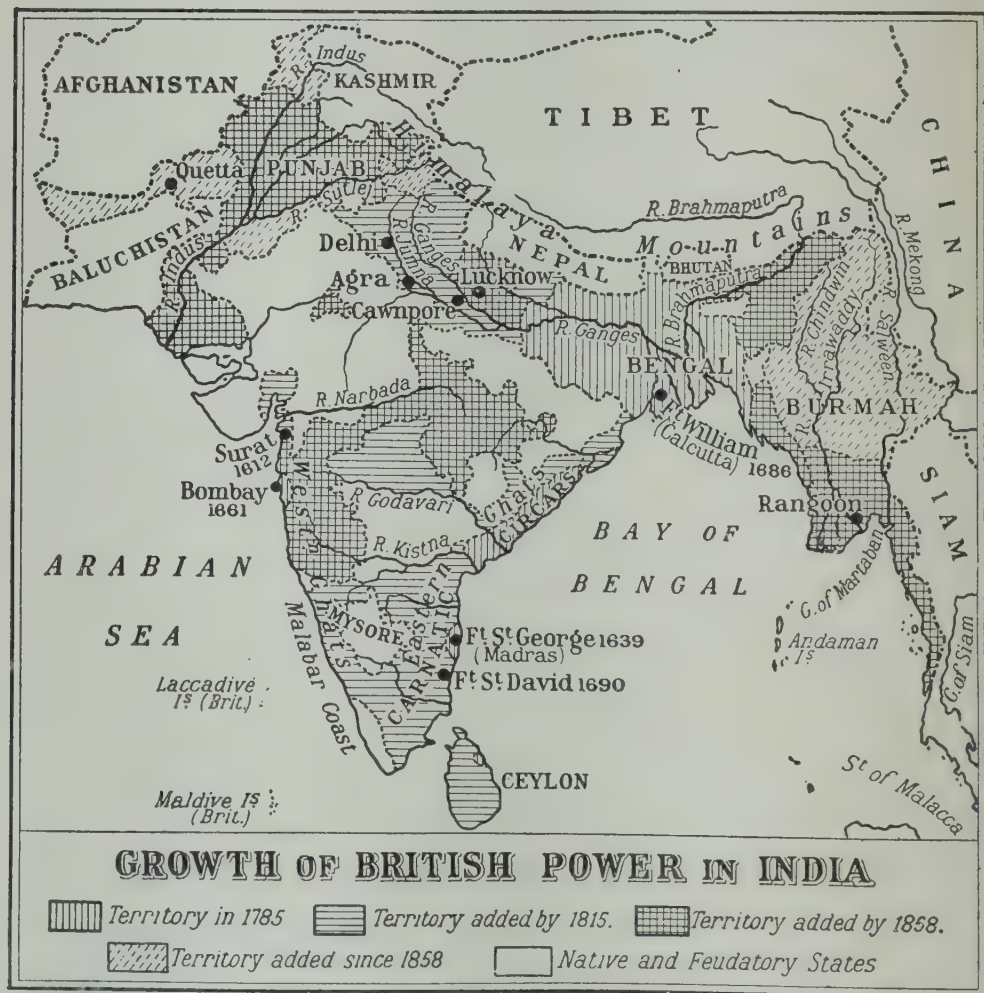 AFGHANISTAN
R. Indus
KASHMIR
TIBET
CHINA
Himalaya
Mountains
Quetta
PUNJAB
R. Sutlej
BALUCHISTAN
R. Indus
Delhi
R. Jumna
R. Ganges
NEPAL
R. Brahmaputra
BHUTAN
R. Brahmaputra
R. Mekong
Agra
Lucknow
Cawnpore
R. Ganges
R. Chindwin
R. Irrawaddy
R. Salween
BENGAL
BURMAH
R. Narbada
Surat
1612
Ft William
(Calcutta) 1686
Bombay
1661
Westn Ghats
R. Godavari
Eastern Ghats
CIRCARS
Rangoon
SIAM
R. Kistna
BAY OF
BENGAL
ARABIAN
SEA
G. of Martaban
MYSORE
CARNATIC
Malabar Coast
Ft St George 1639
(Madras)
Ft St David 1690
Andaman
Is
G. of Siam
Laccadive
Is (Brit.)
CEYLON
Maldive Is
(Brit.)
St of Malacca
GROWTH OF BRITISH POWER IN INDIA
Territory in 1785
Territory added by 1815.
Territory added by 1858.
Territory added since 1858
Native and Feudatory States